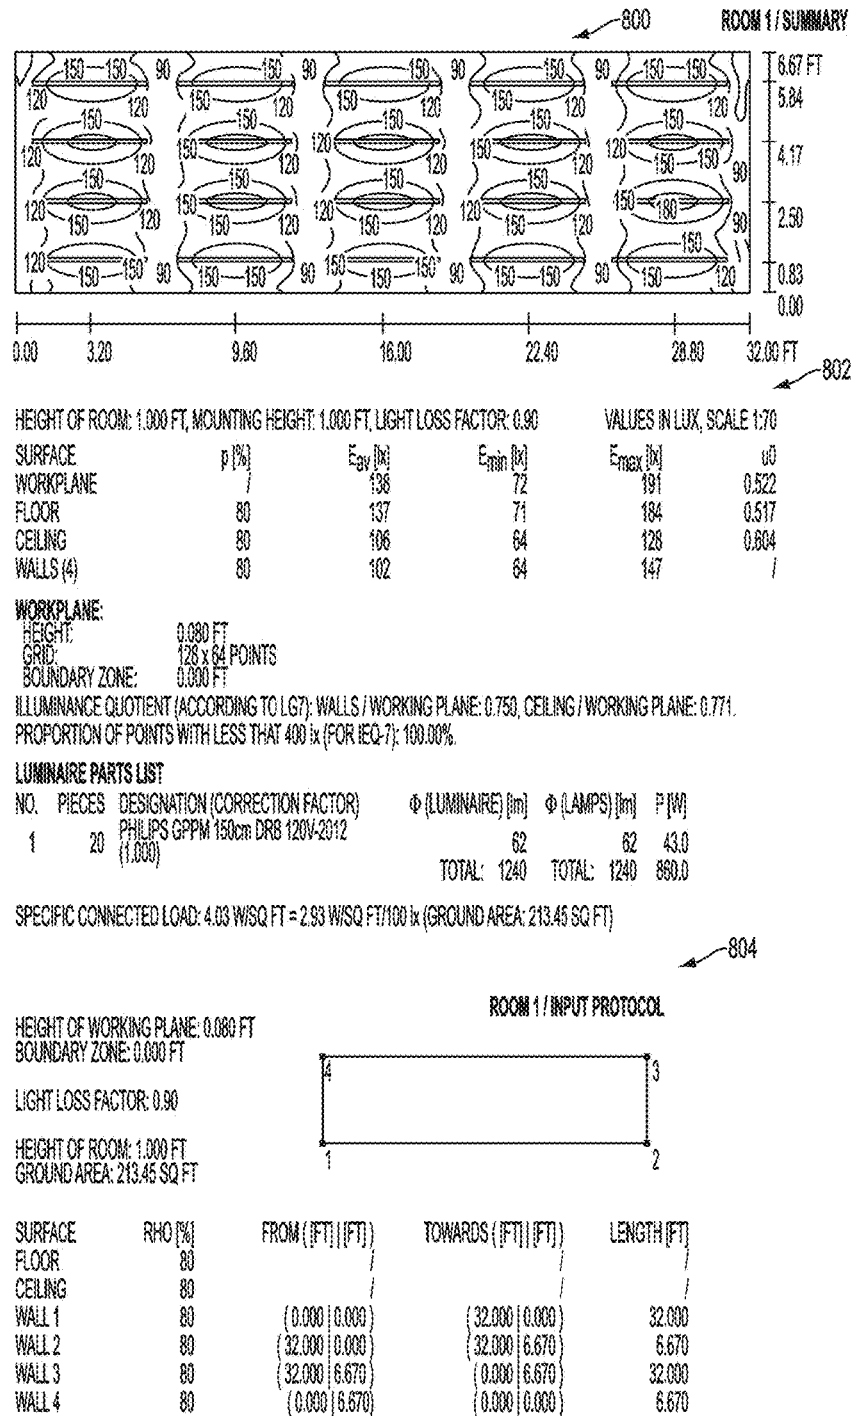 800
ROOM 1 / SUMMARY
150 150 90 150 150 90 150 150 90 150 150 90 150 150 6.67 FT
120 150 120 150 120 150 120 150 120 150 120 5.84
150 150 150 150 150
120 120 150 120 120 120 150 120 120 150 150 90 4.17
150 150 150 150 150
120 150 120 150 150 120 120 150 120 120 150 120 150 180 90 2.50
120 150 150 90 150 150 90 150 150 150 90 150 150 90 150 150 120 0.83
0.00
0.00 3.20 9.60 16.00 22.40 28.80 32.00 FT
802
HEIGHT OF ROOM: 1.000 FT, MOUNTING HEIGHT: 1.000 FT, LIGHT LOSS FACTOR: 0.90 VALUES IN LUX, SCALE 1:70
SURFACE p [%] Eav [lx] Emin [lx] Emax [lx] u0
WORKPLANE / 138 72 191 0.522
FLOOR 80 137 71 184 0.517
CEILING 80 106 64 128 0.604
WALLS (4) 80 102 64 147 /
WORKPLANE:
HEIGHT: 0.080 FT
GRID: 128 x 64 POINTS
BOUNDARY ZONE: 0.000 FT
ILLUMINANCE QUOTIENT (ACCORDING TO LG7): WALLS / WORKING PLANE: 0.750, CEILING / WORKING PLANE: 0.771.
PROPORTION OF POINTS WITH LESS THAT 400 lx (FOR IEQ-7): 100.00%.
LUMINAIRE PARTS LIST
NO. PIECES DESIGNATION (CORRECTION FACTOR) Φ (LUMINAIRE) [lm] Φ (LAMPS) [lm] P [W]
1 20 PHILIPS GPPM 150cm DRB 120V-2012 (1.000) 62 62 43.0
TOTAL: 1240 TOTAL: 1240 860.0
SPECIFIC CONNECTED LOAD: 4.03 W/SQ FT = 2.93 W/SQ FT/100 lx (GROUND AREA: 213.45 SQ FT)
804
ROOM 1 / INPUT PROTOCOL
HEIGHT OF WORKING PLANE: 0.080 FT
BOUNDARY ZONE: 0.000 FT
4 3
LIGHT LOSS FACTOR: 0.90
HEIGHT OF ROOM: 1.000 FT
1 2
GROUND AREA: 213.45 SQ FT
SURFACE RHO [%] FROM ( [FT] | [FT] ) TOWARDS ( [FT] | [FT] ) LENGTH [FT]
FLOOR 80 / / /
CEILING 80 / / /
WALL 1 80 ( 0.000 | 0.000 ) ( 32.000 | 0.000 ) 32.000
WALL 2 80 ( 32.000 | 0.000 ) ( 32.000 | 6.670 ) 6.670
WALL 3 80 ( 32.000 | 6.670 ) ( 0.000 | 6.670 ) 32.000
WALL 4 80 ( 0.000 | 6.670 ) ( 0.000 | 0.000 ) 6.670